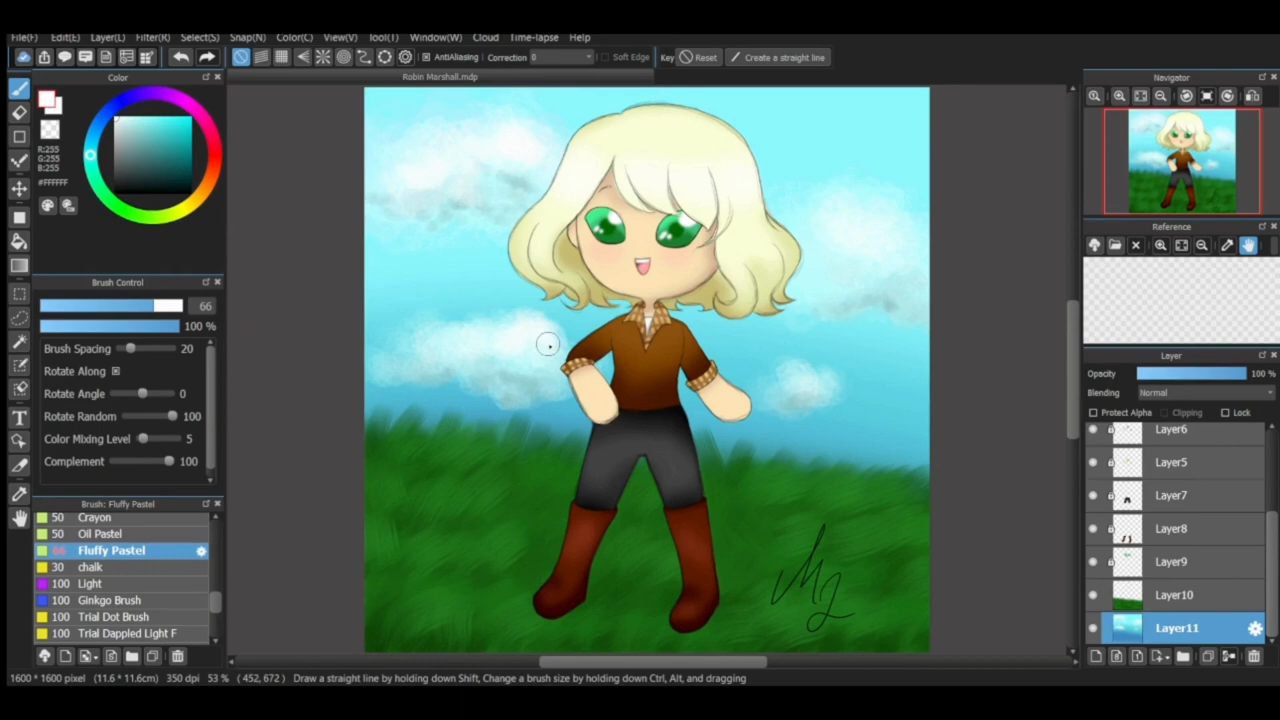 File(F) Edit(E) Layer(L) Filter(R) Select(S) Snap(N) Color(C) View(V) Tool(T) Window(W) Cloud Time-lapse Help
AntiAliasing Correction 0 Soft Edge Key Reset Create a straight line
Robin Marshall.mdp
Color
R:255
G:255
B:255
#FFFFFF
Brush Control
66
100 %
Brush Spacing 20
Rotate Along
Rotate Angle 0
Rotate Random 100
Color Mixing Level 5
Complement 100
Brush: Fluffy Pastel
50 Crayon
50 Oil Pastel
66 Fluffy Pastel
30 chalk
100 Light
100 Ginkgo Brush
100 Trial Dot Brush
100 Trial Dappled Light F
Navigator
Reference
Layer
Opacity 100 %
Blending Normal
Protect Alpha Clipping Lock
Layer6
Layer5
Layer7
Layer8
Layer9
Layer10
Layer11
1600 * 1600 pixel (11.6 * 11.6cm) 350 dpi 53 % ( 452, 672 ) Draw a straight line by holding down Shift, Change a brush size by holding down Ctrl, Alt, and dragging